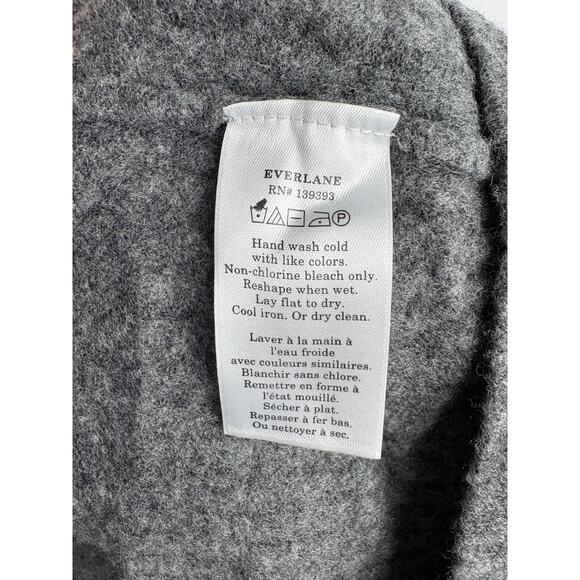 EVERLANE
RN# 139393
Hand wash cold
with like colors.
Non-chlorine bleach only.
Reshape when wet.
Lay flat to dry.
Cool iron. Or dry clean.
Laver à la main à
l'eau froide
avec couleurs similaires.
Blanchir sans chlore.
Remettre en forme à
l'état mouillé.
Sécher à plat.
Repasser à fer bas.
Ou nettoyer à sec.